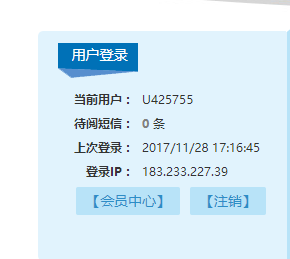 用户登录
当前用户： U425755
待阅短信： 0 条
上次登录： 2017/11/28 17:16:45
登录IP： 183.233.227.39
【会员中心】 【注销】